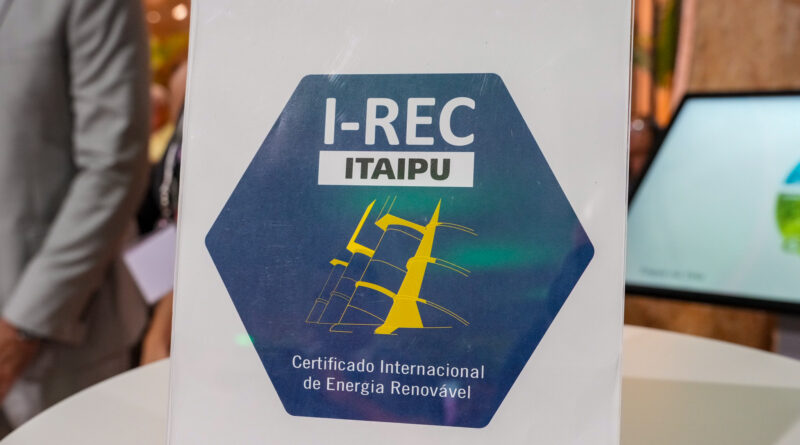 I-REC
ITAIPU
Certificado Internacional
de Energia Renovável